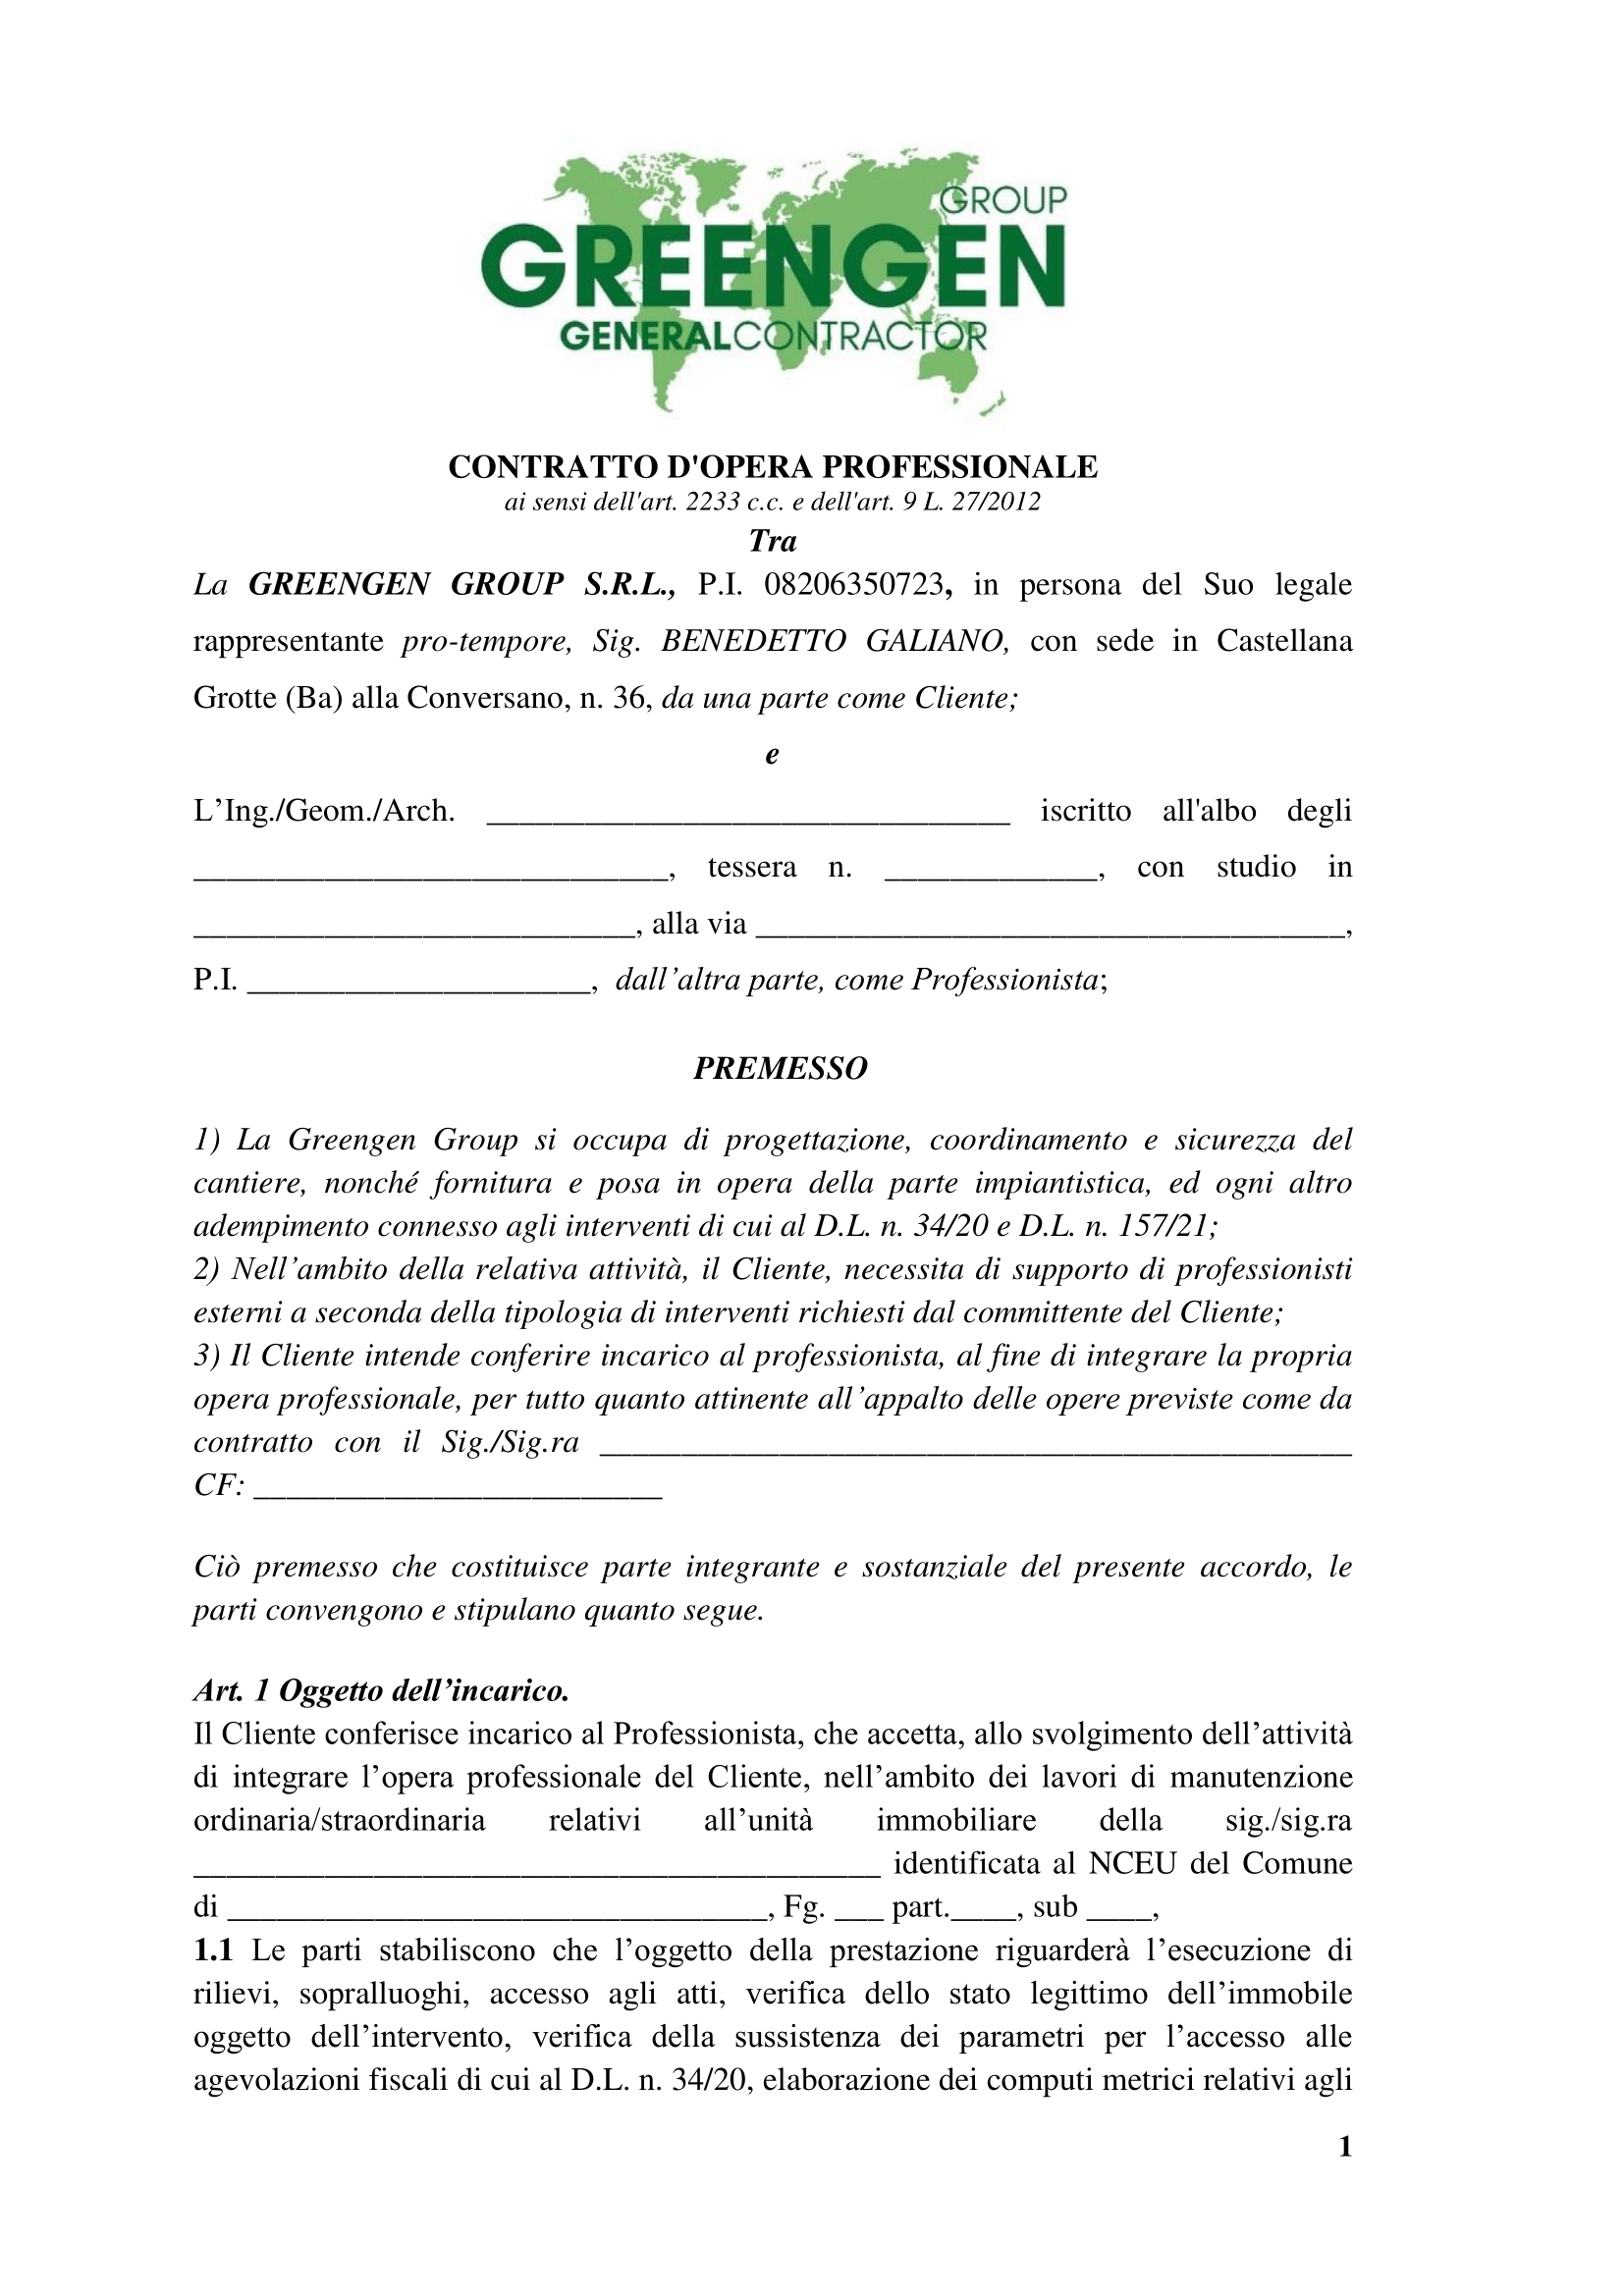 GROUP
GREENGEN
GENERALCONTRACTOR
CONTRATTO D'OPERA PROFESSIONALE
ai sensi dell'art. 2233 c.c. e dell'art. 9 L. 27/2012
Tra
La GREENGEN GROUP S.R.L., P.I. 08206350723, in persona del Suo legale
rappresentante pro-tempore, Sig. BENEDETTO GALIANO, con sede in Castellana
Grotte (Ba) alla Conversano, n. 36, da una parte come Cliente;
e
L’Ing./Geom./Arch. ________________________________ iscritto all'albo degli
_____________________________, tessera n. _____________, con studio in
___________________________, alla via ____________________________________,
P.I. _____________________, dall’altra parte, come Professionista;
PREMESSO
1) La Greengen Group si occupa di progettazione, coordinamento e sicurezza del
cantiere, nonché fornitura e posa in opera della parte impiantistica, ed ogni altro
adempimento connesso agli interventi di cui al D.L. n. 34/20 e D.L. n. 157/21;
2) Nell’ambito della relativa attività, il Cliente, necessita di supporto di professionisti
esterni a seconda della tipologia di interventi richiesti dal committente del Cliente;
3) Il Cliente intende conferire incarico al professionista, al fine di integrare la propria
opera professionale, per tutto quanto attinente all’appalto delle opere previste come da
contratto con il Sig./Sig.ra ______________________________________________
CF: _________________________
Ciò premesso che costituisce parte integrante e sostanziale del presente accordo, le
parti convengono e stipulano quanto segue.
Art. 1 Oggetto dell’incarico.
Il Cliente conferisce incarico al Professionista, che accetta, allo svolgimento dell’attività
di integrare l’opera professionale del Cliente, nell’ambito dei lavori di manutenzione
ordinaria/straordinaria relativi all’unità immobiliare della sig./sig.ra
__________________________________________ identificata al NCEU del Comune
di _________________________________, Fg. ___ part.____, sub ____,
1.1 Le parti stabiliscono che l’oggetto della prestazione riguarderà l’esecuzione di
rilievi, sopralluoghi, accesso agli atti, verifica dello stato legittimo dell’immobile
oggetto dell’intervento, verifica della sussistenza dei parametri per l’accesso alle
agevolazioni fiscali di cui al D.L. n. 34/20, elaborazione dei computi metrici relativi agli
1